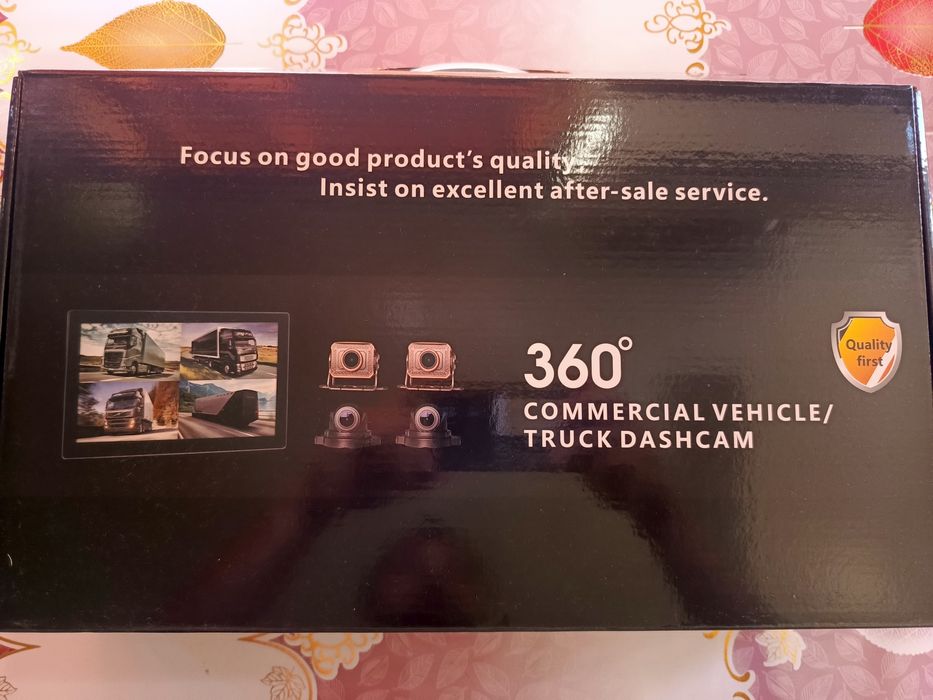 Focus on good product's quality
Insist on excellent after-sale service.
360°
COMMERCIAL VEHICLE/
TRUCK DASHCAM
Quality
first